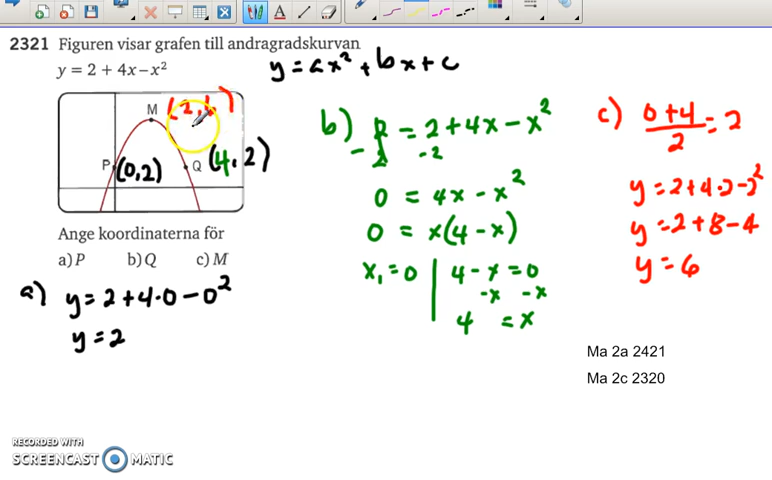 2321 Figuren visar grafen till andragradskurvan
y = 2 + 4x – x²
y = ax² + bx + c
M (2, 6)
P (0,2) Q (4, 2)
Ange koordinaterna för
a) P b) Q c) M
a) y = 2 + 4·0 – 0²
y = 2
b) 2 = 2 + 4x – x²
-2 -2
0 = 4x – x²
0 = x(4 – x)
x₁ = 0 | 4 – x = 0
-x -x
4 = x
c) 0+4/2 = 2
y = 2 + 4·2 – 2²
y = 2 + 8 – 4
y = 6
Ma 2a 2421
Ma 2c 2320
RECORDED WITH
SCREENCAST MATIC